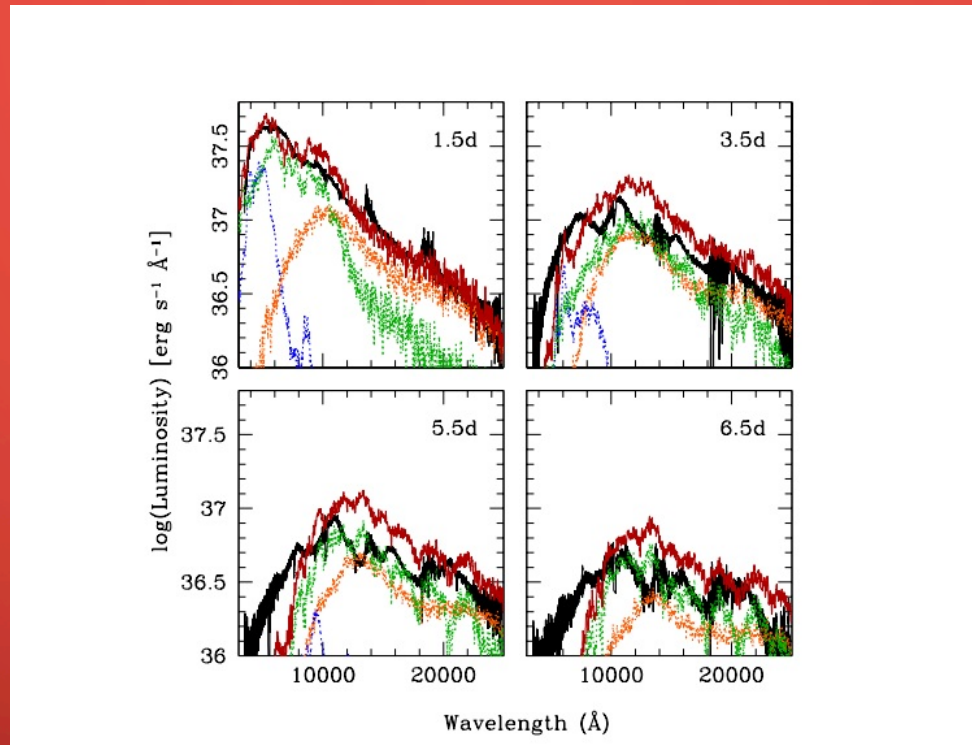 1.5d
3.5d
37.5
37
36.5
36
5.5d
6.5d
37.5
37
36.5
36
10000
20000
10000
20000
log(Luminosity) [erg s⁻¹ Å⁻¹]
Wavelength (Å)